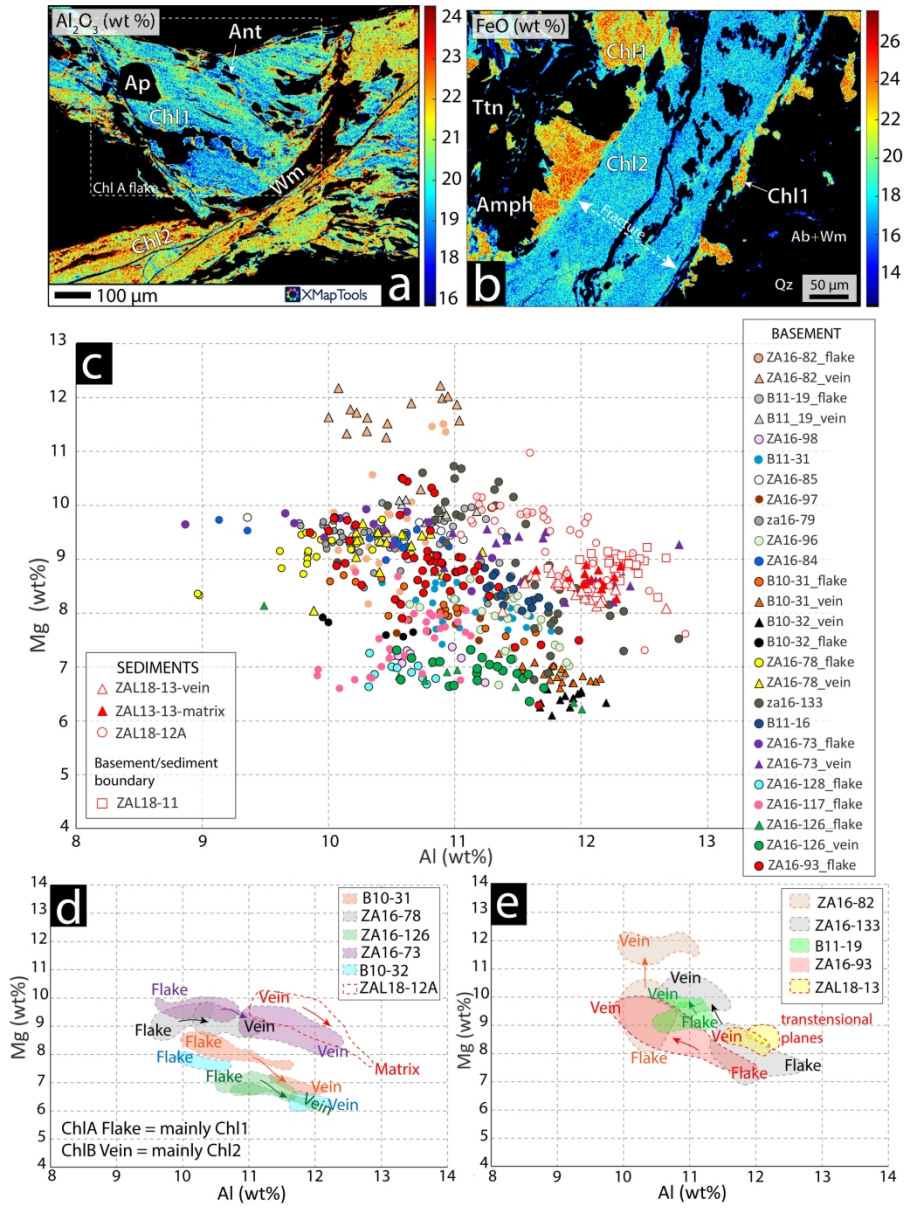 Al2O3 (wt %)
Ant
Ap
Chl1
Chl A flake
Wm
Chl2
100 µm
XMapTools
a
24
23
22
21
20
19
18
17
16
FeO (wt %)
Chl1
Ttn
Chl2
Amph
Fracture
Chl1
Ab+Wm
Qz
50 µm
b
26
24
22
20
18
16
14
c
Mg (wt%)
13
12
11
10
9
8
7
6
5
4
8
9
10
11
12
13
Al (wt%)
SEDIMENTS
ZAL18-13-vein
ZAL13-13-matrix
ZAL18-12A
Basement/sediment
boundary
ZAL18-11
BASEMENT
ZA16-82_flake
ZA16-82_vein
B11-19_flake
B11_19_vein
ZA16-98
B11-31
ZA16-85
ZA16-97
za16-79
ZA16-96
ZA16-84
B10-31_flake
B10-31_vein
B10-32_vein
B10-32_flake
ZA16-78_flake
ZA16-78_vein
za16-133
B11-16
ZA16-73_flake
ZA16-73_vein
ZA16-128_flake
ZA16-117_flake
ZA16-126_flake
ZA16-126_vein
ZA16-93_flake
d
Mg (wt%)
14
13
12
11
10
9
8
7
6
5
4
8
9
10
11
12
13
14
Al (wt%)
B10-31
ZA16-78
ZA16-126
ZA16-73
B10-32
ZAL18-12A
Flake
Vein
Flake
Vein
Vein
Flake
Flake
Matrix
Flake
Vein
Vein
Vein
ChlA Flake = mainly Chl1
ChlB Vein = mainly Chl2
e
Mg (wt%)
14
13
12
11
10
9
8
7
6
5
4
8
9
10
11
12
13
14
Al (wt%)
ZA16-82
ZA16-133
B11-19
ZA16-93
ZAL18-13
Vein
Vein
Vein
Vein
Flake
Vein
transtensional
planes
Flake
Flake
Flake